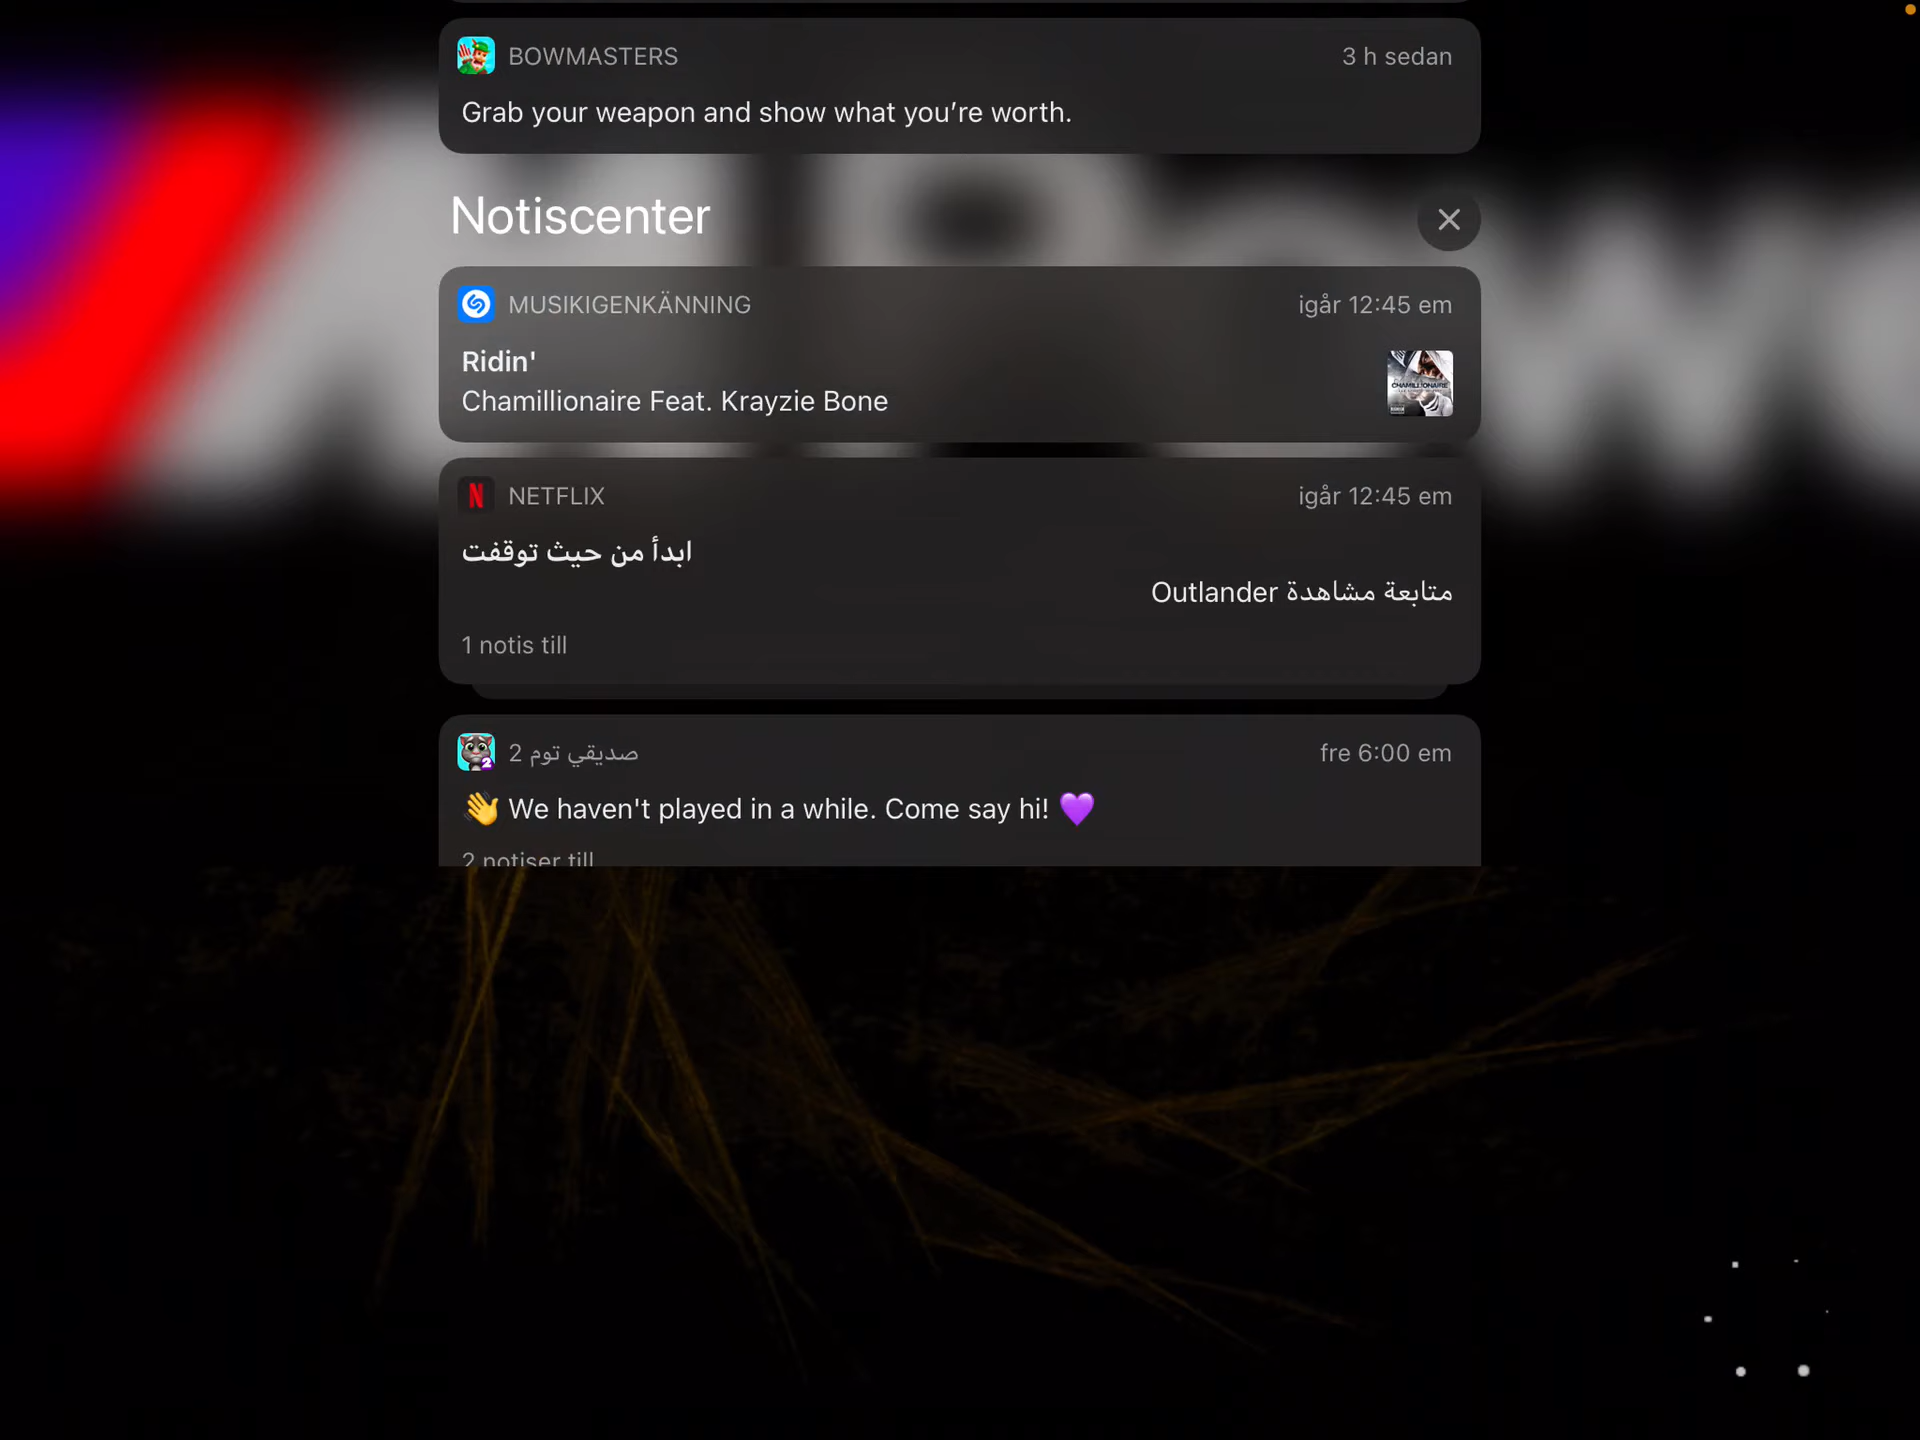 BOWMASTERS
3 h sedan
Grab your weapon and show what you’re worth.
Notiscenter
MUSIKIGENKÄNNING
igår 12:45 em
Ridin'
Chamillionaire Feat. Krayzie Bone
CHAMILLIONAIRE
NETFLIX
igår 12:45 em
ابدأ من حيث توقفت
متابعة مشاهدة Outlander
1 notis till
صديقي توم 2
fre 6:00 em
👋 We haven't played in a while. Come say hi! 💜
2 notiser till